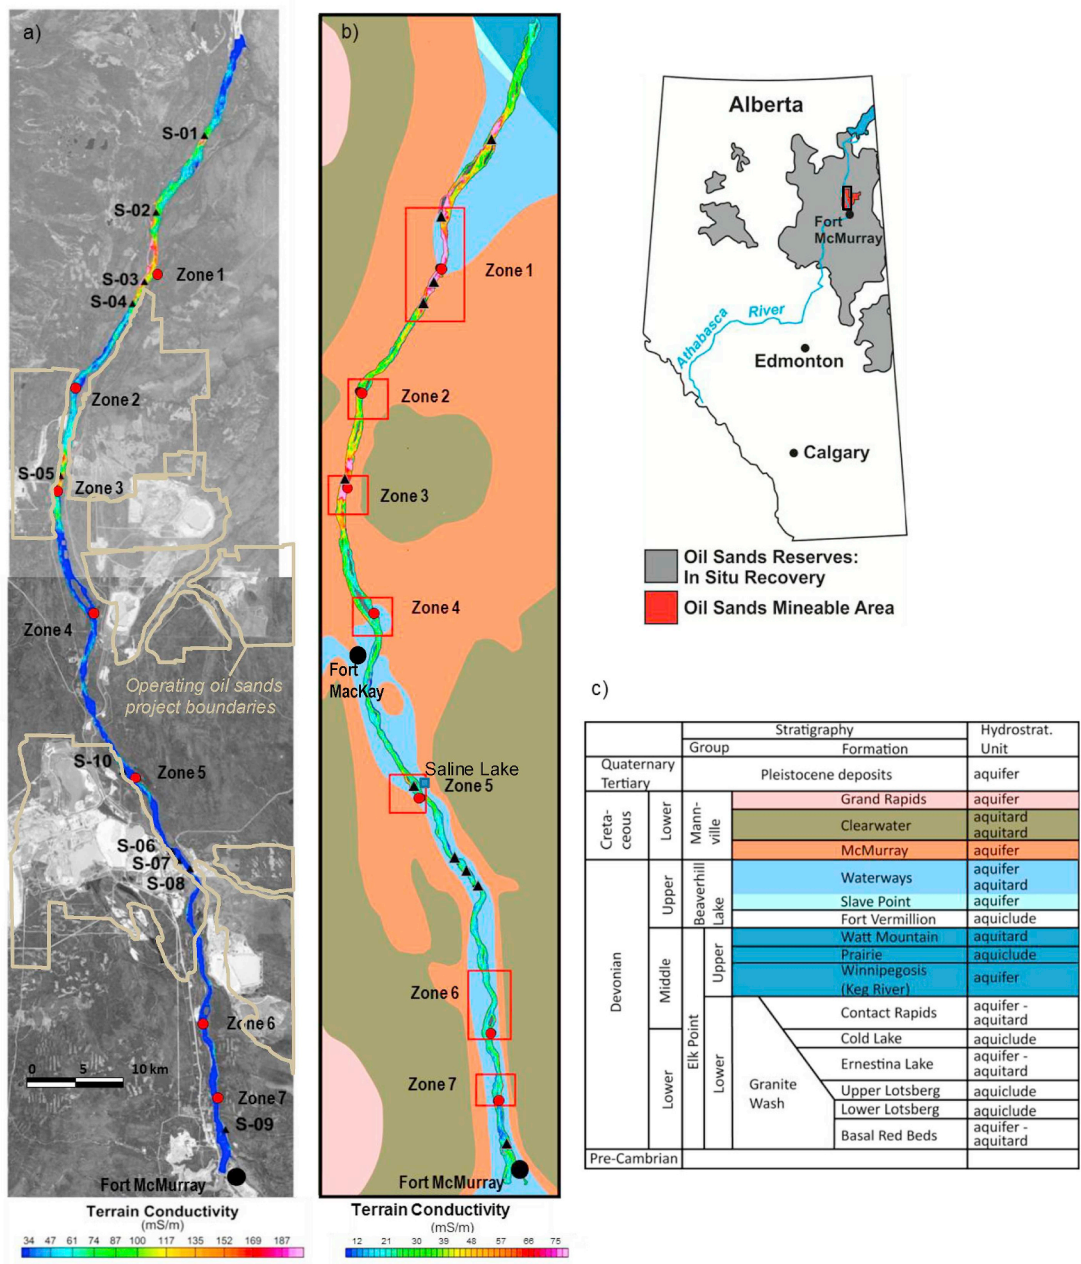 a)
S-01
S-02
Zone 1
S-03
S-04
Zone 2
S-05
Zone 3
Zone 4
Operating oil sands
project boundaries
S-10
Zone 5
S-06
S-07
S-08
Zone 6
0 5 10 km
Zone 7
S-09
Fort McMurray
Terrain Conductivity
(mS/m)
34 47 61 74 87 100 117 135 152 169 187
b)
Zone 1
Zone 2
Zone 3
Zone 4
Fort
MacKay
Saline Lake
Zone 5
Zone 6
Zone 7
Fort McMurray
Terrain Conductivity
(mS/m)
12 21 30 39 48 57 66 75
Alberta
Fort
McMurray
Athabasca
River
Edmonton
Calgary
Oil Sands Reserves:
In Situ Recovery
Oil Sands Mineable Area
c)
Stratigraphy
Hydrostrat.
Unit
Group
Formation
Quaternary
Tertiary
Pleistocene deposits
aquifer
Creta-
ceous
Lower
Mann-
ville
Grand Rapids
aquifer
Clearwater
aquitard
aquitard
McMurray
aquifer
Devonian
Upper
Beaverhill
Lake
Waterways
aquifer
aquitard
Slave Point
aquifer
Fort Vermillion
aquiclude
Middle
Elk Point
Upper
Watt Mountain
aquitard
Prairie
aquiclude
Winnipegosis
(Keg River)
aquifer
Lower
Lower
Granite
Wash
Contact Rapids
aquifer -
aquitard
Cold Lake
aquiclude
Ernestina Lake
aquifer -
aquitard
Upper Lotsberg
aquiclude
Lower Lotsberg
aquiclude
Basal Red Beds
aquifer -
aquitard
Pre-Cambrian